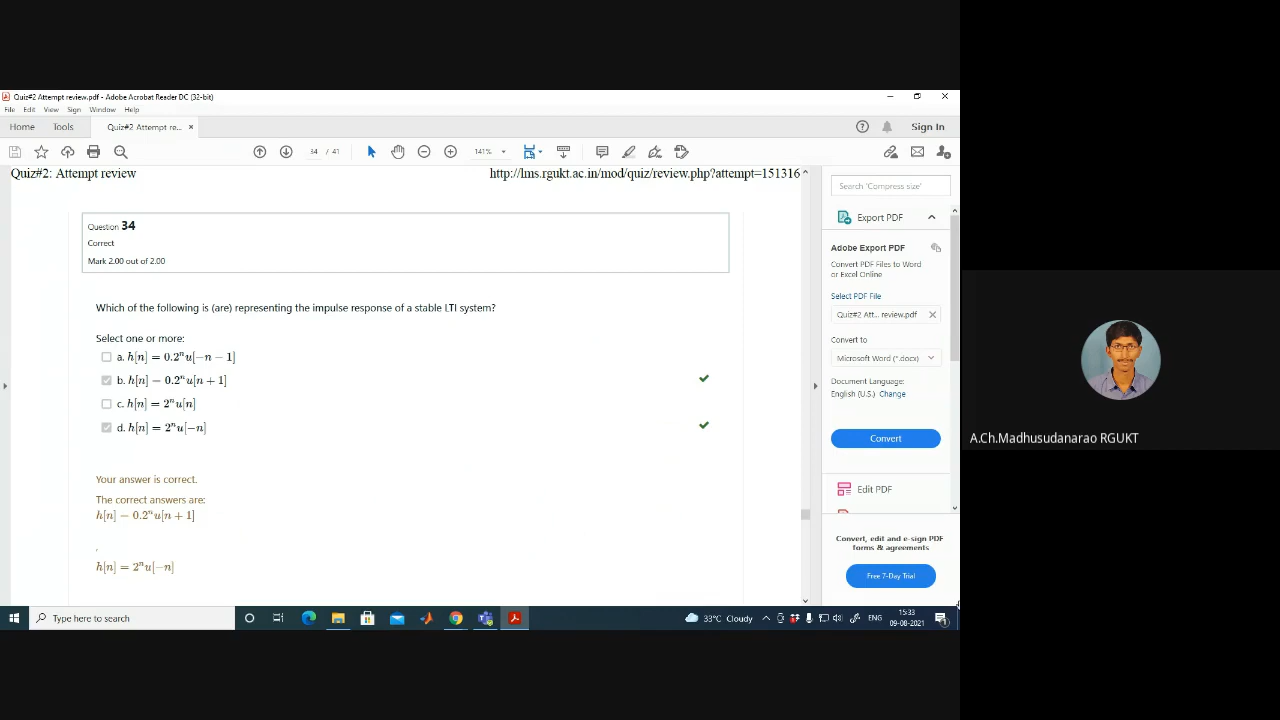 Quiz#2 Attempt review.pdf - Adobe Acrobat Reader DC (32-bit)
File Edit View Sign Window Help
Home Tools Quiz#2 Attempt re... × Sign In
34 / 41 141%
Quiz#2: Attempt review http://lms.rgukt.ac.in/mod/quiz/review.php?attempt=151316
Search 'Compress size'
Question 34
Correct
Mark 2.00 out of 2.00
Export PDF
Adobe Export PDF
Convert PDF Files to Word
or Excel Online
Select PDF File
Quiz#2 Att... review.pdf
Convert to
Microsoft Word (*.docx)
Document Language:
English (U.S.) Change
Convert
Edit PDF
Convert, edit and e-sign PDF
forms & agreements
Free 7-Day Trial
Which of the following is (are) representing the impulse response of a stable LTI system?
Select one or more:
a. h[n] = 0.2ⁿu[−n − 1]
b. h[n] − 0.2ⁿu[n + 1]
c. h[n] = 2ⁿu[n]
d. h[n] = 2ⁿu[−n]
Your answer is correct.
The correct answers are:
h[n] − 0.2ⁿu[n + 1]
,
h[n] = 2ⁿu[−n]
A.Ch.Madhusudanarao RGUKT
Type here to search
33°C Cloudy ENG 15:33
09-08-2021